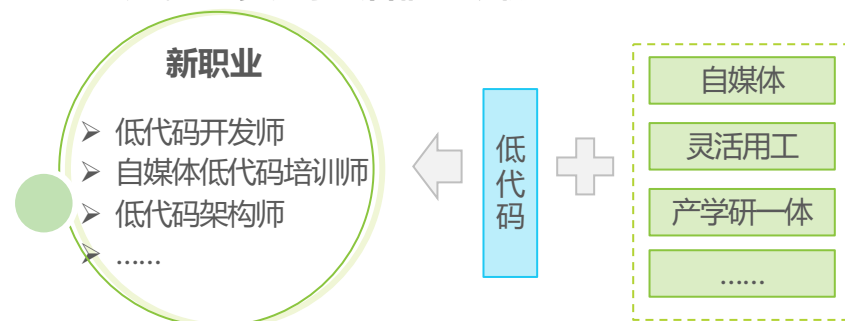 新职业
➢ 低代码开发师
➢ 自媒体低代码培训师
➢ 低代码架构师
➢ ……
低代码
自媒体
灵活用工
产学研一体
……